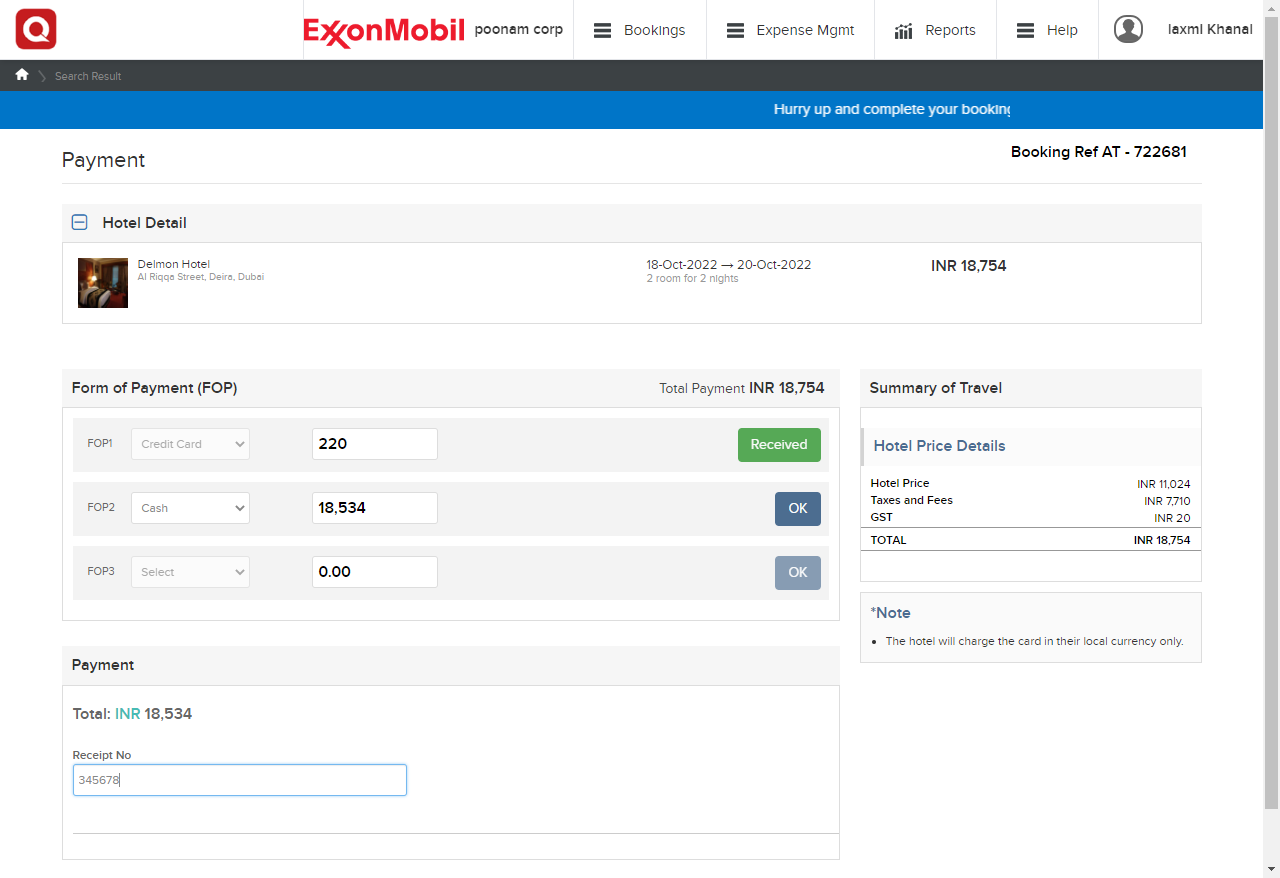 ExxonMobil poonam corp Bookings Expense Mgmt Reports Help laxmi Khanal
Search Result
Hurry up and complete your booking
Payment
Booking Ref AT - 722681
Hotel Detail
Delmon Hotel
Al Riqqa Street, Deira, Dubai
18-Oct-2022 → 20-Oct-2022
2 room for 2 nights
INR 18,754
Form of Payment (FOP)
Total Payment INR 18,754
FOP1 Credit Card 220 Received
FOP2 Cash 18,534 OK
FOP3 Select 0.00 OK
Payment
Total: INR 18,534
Receipt No
345678
Summary of Travel
Hotel Price Details
Hotel Price INR 11,024
Taxes and Fees INR 7,710
GST INR 20
TOTAL INR 18,754
*Note
• The hotel will charge the card in their local currency only.